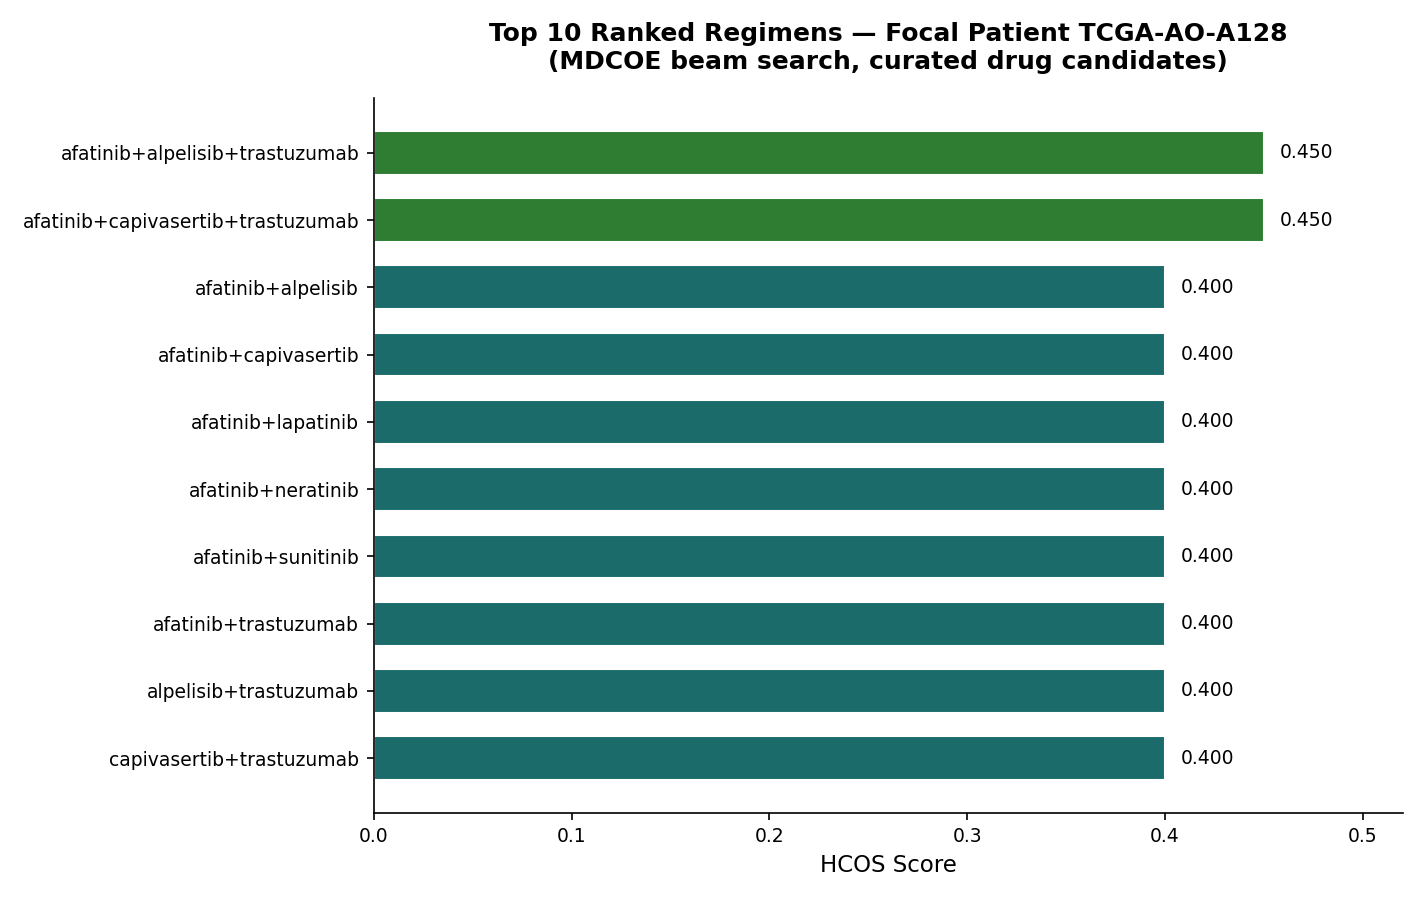 Top 10 Ranked Regimens — Focal Patient TCGA-AO-A128
(MDCOE beam search, curated drug candidates)
afatinib+alpelisib+trastuzumab 0.450
afatinib+capivasertib+trastuzumab 0.450
afatinib+alpelisib 0.400
afatinib+capivasertib 0.400
afatinib+lapatinib 0.400
afatinib+neratinib 0.400
afatinib+sunitinib 0.400
afatinib+trastuzumab 0.400
alpelisib+trastuzumab 0.400
capivasertib+trastuzumab 0.400
0.0 0.1 0.2 0.3 0.4 0.5
HCOS Score